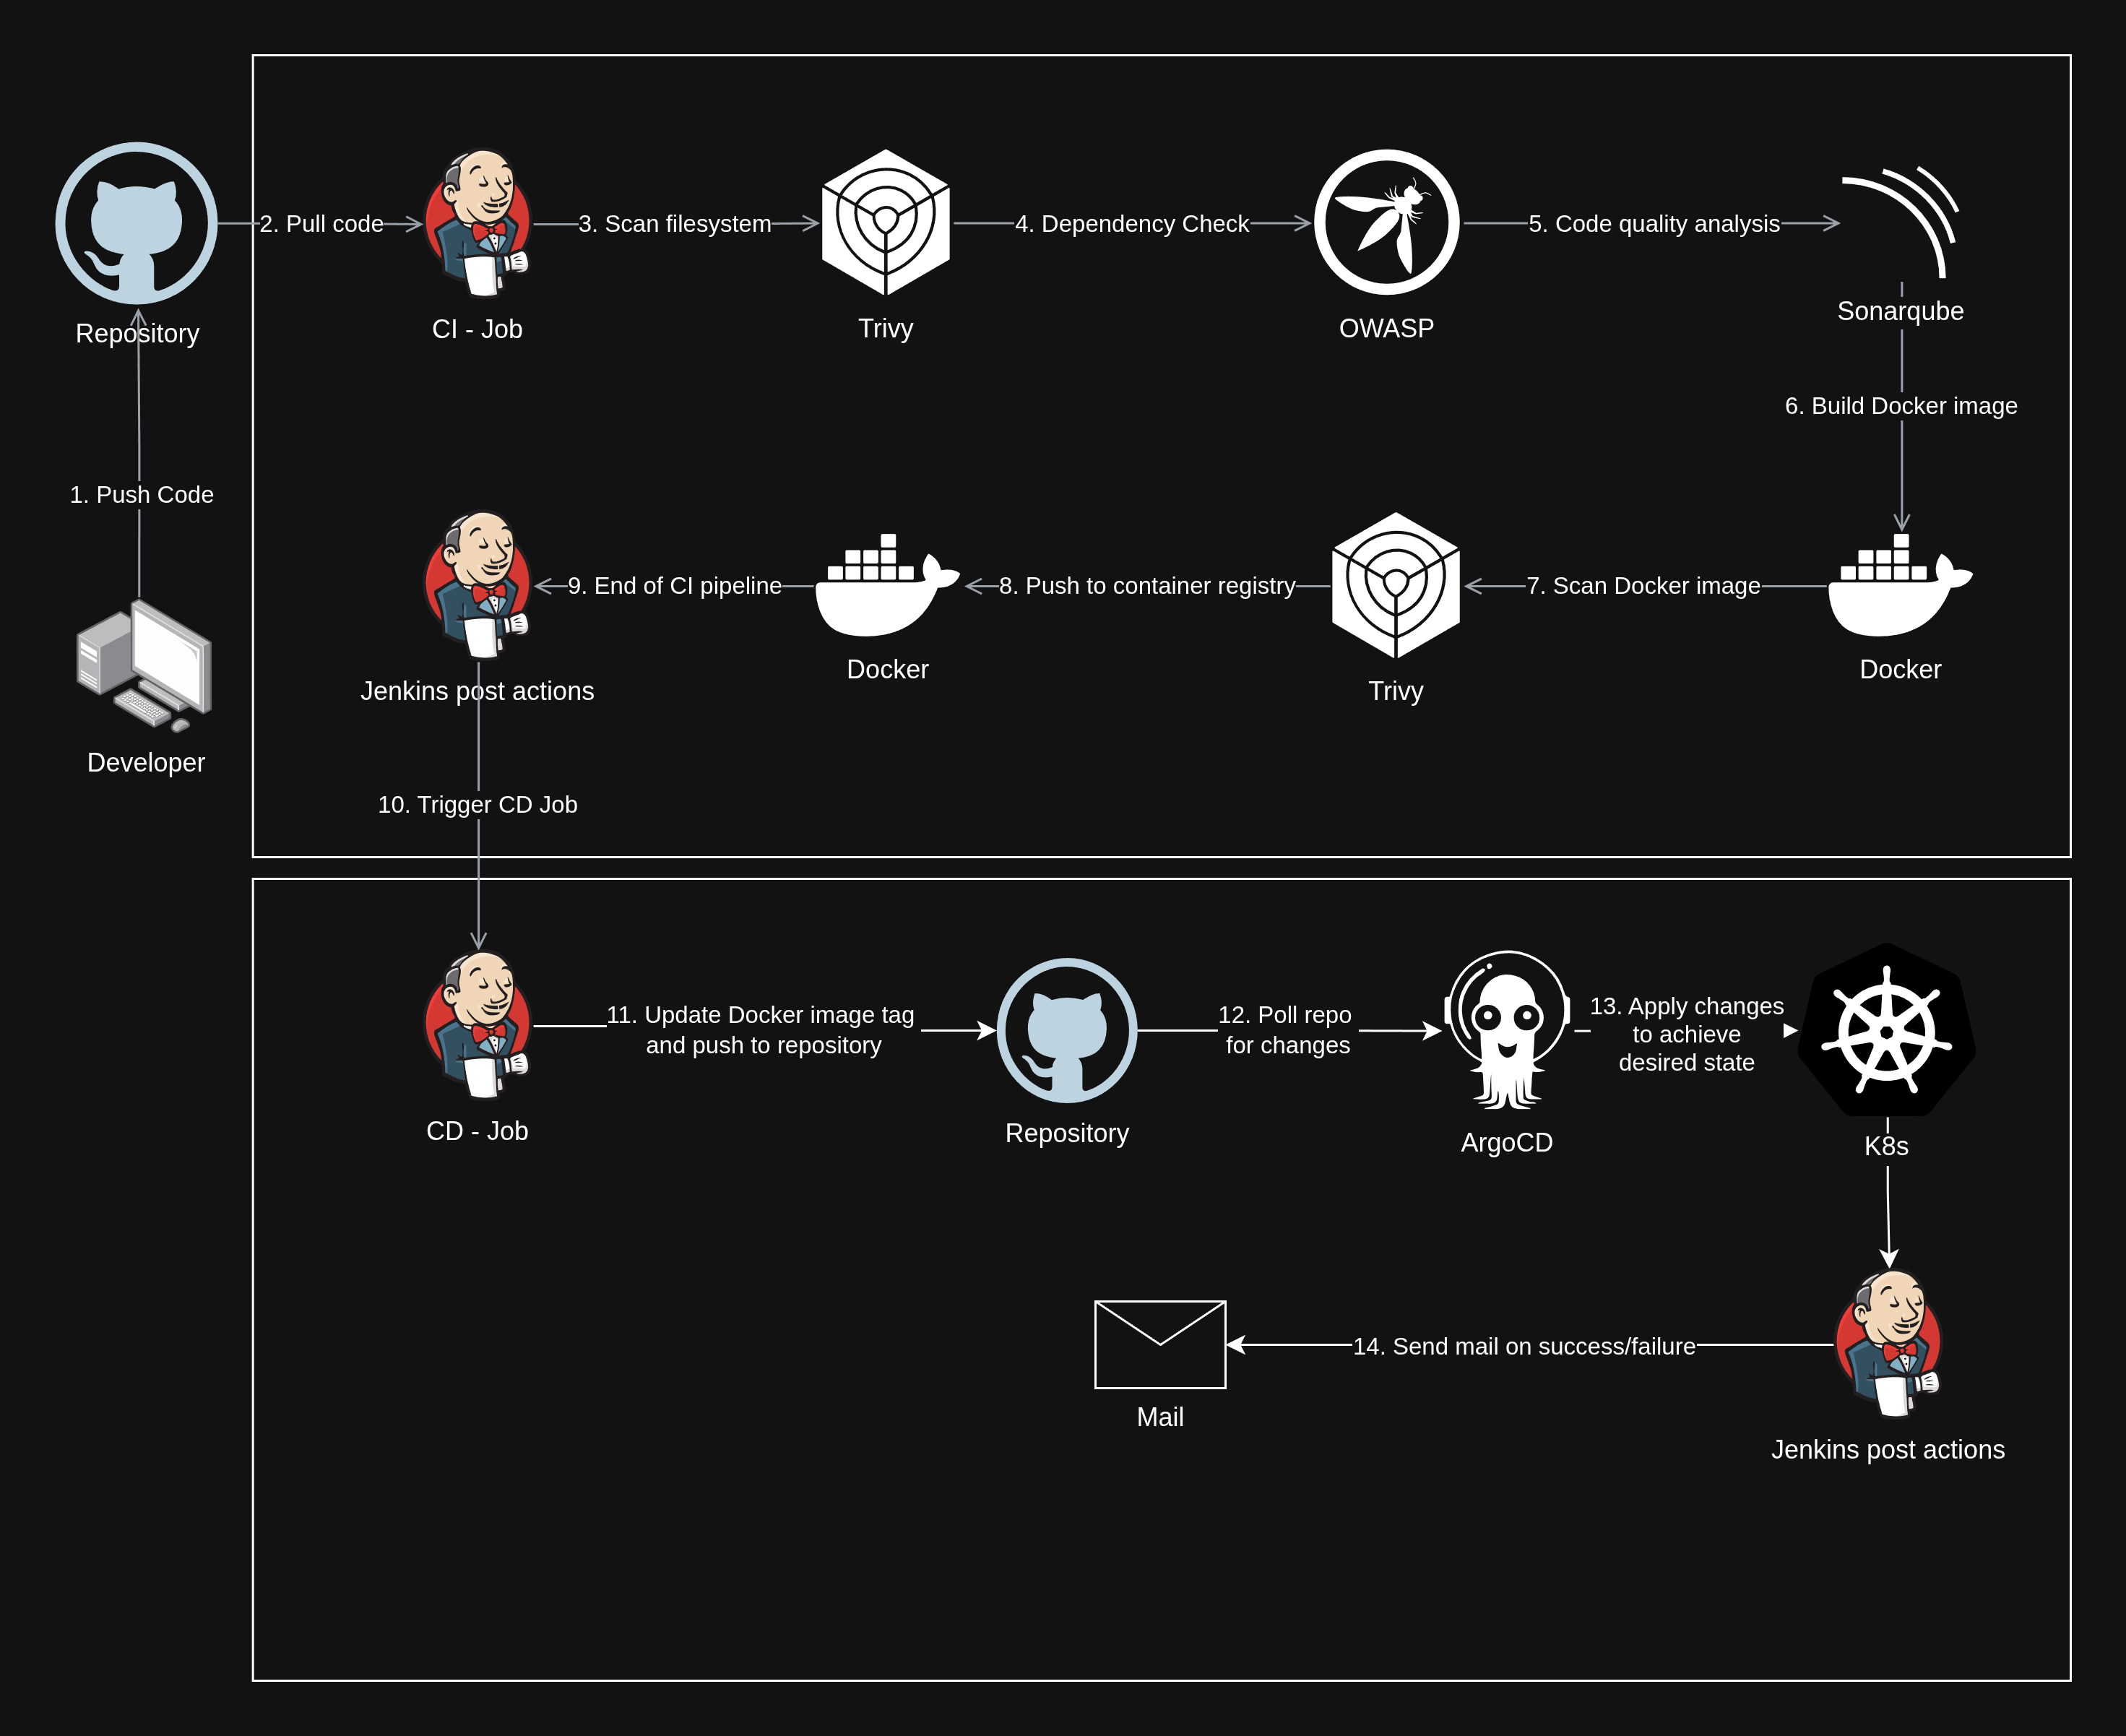 2. Pull code
3. Scan filesystem
4. Dependency Check
5. Code quality analysis
Repository
CI - Job
Trivy
OWASP
Sonarqube
6. Build Docker image
1. Push Code
9. End of CI pipeline
8. Push to container registry
7. Scan Docker image
Jenkins post actions
Docker
Trivy
Docker
Developer
10. Trigger CD Job
11. Update Docker image tag
and push to repository
12. Poll repo
for changes
13. Apply changes
to achieve
desired state
CD - Job
Repository
ArgoCD
K8s
14. Send mail on success/failure
Mail
Jenkins post actions